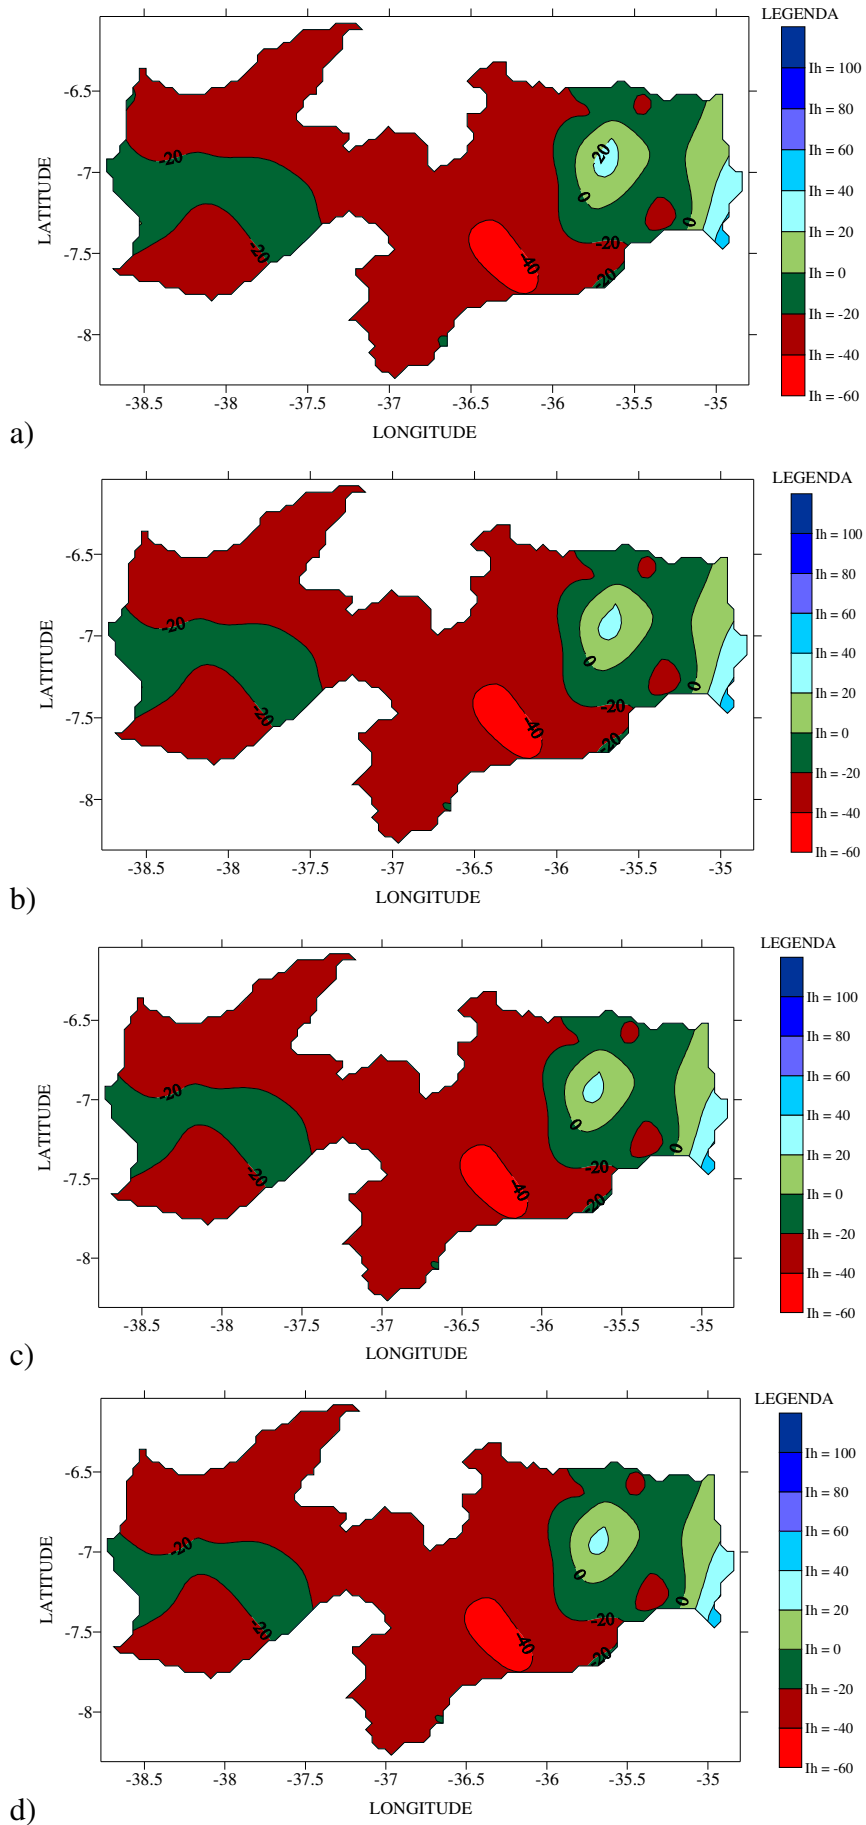 LEGENDA
Ih = 100
Ih = 80
Ih = 60
Ih = 40
Ih = 20
Ih = 0
Ih = -20
Ih = -40
Ih = -60
LATITUDE
-6.5
-7
-7.5
-8
-20
-20
20
0
0
-20
-40
-20
-38.5 -38 -37.5 -37 -36.5 -36 -35.5 -35
LONGITUDE
a)
LEGENDA
Ih = 100
Ih = 80
Ih = 60
Ih = 40
Ih = 20
Ih = 0
Ih = -20
Ih = -40
Ih = -60
LATITUDE
-6.5
-7
-7.5
-8
-20
-20
0
0
-20
-40
-20
-38.5 -38 -37.5 -37 -36.5 -36 -35.5 -35
LONGITUDE
b)
LEGENDA
Ih = 100
Ih = 80
Ih = 60
Ih = 40
Ih = 20
Ih = 0
Ih = -20
Ih = -40
Ih = -60
LATITUDE
-6.5
-7
-7.5
-8
-20
-20
0
0
-20
-40
-20
-38.5 -38 -37.5 -37 -36.5 -36 -35.5 -35
LONGITUDE
c)
LEGENDA
Ih = 100
Ih = 80
Ih = 60
Ih = 40
Ih = 20
Ih = 0
Ih = -20
Ih = -40
Ih = -60
LATITUDE
-6.5
-7
-7.5
-8
-20
-20
0
0
-20
-40
-20
-38.5 -38 -37.5 -37 -36.5 -36 -35.5 -35
LONGITUDE
d)